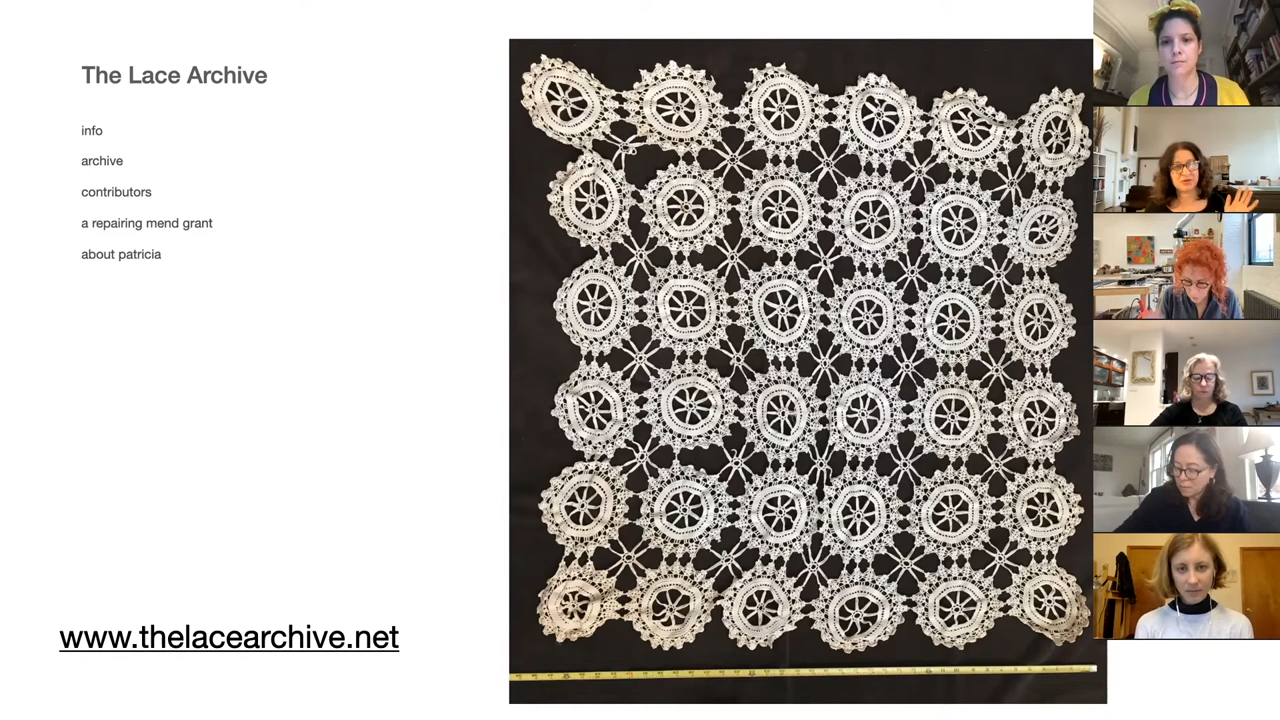 The Lace Archive
info
archive
contributors
a repairing mend grant
about patricia
www.thelacearchive.net